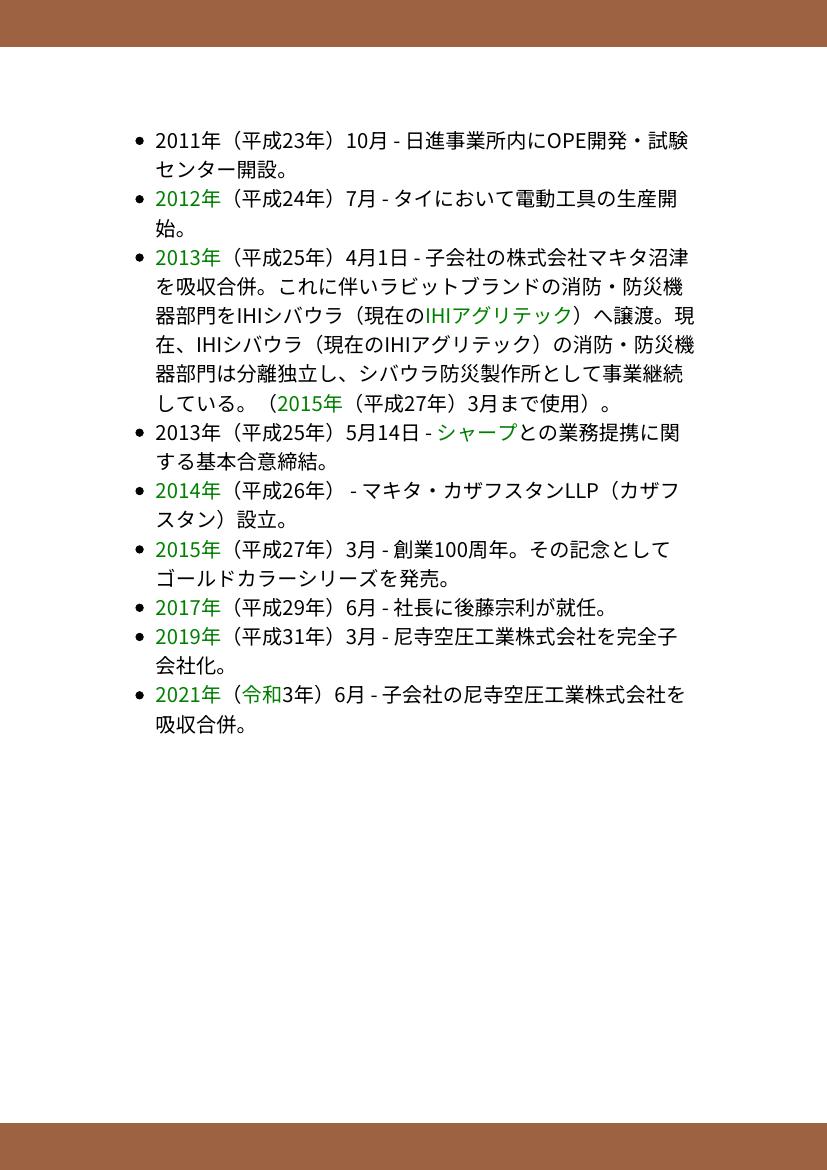 • 2011年（平成23年）10月 - 日進事業所内にOPE開発・試験
センター開設。
• 2012年（平成24年）7月 - タイにおいて電動工具の生産開
始。
• 2013年（平成25年）4月1日 - 子会社の株式会社マキタ沼津
を吸収合併。これに伴いラビットブランドの消防・防災機
器部門をIHIシバウラ（現在のIHIアグリテック）へ譲渡。現
在、IHIシバウラ（現在のIHIアグリテック）の消防・防災機
器部門は分離独立し、シバウラ防災製作所として事業継続
している。（2015年（平成27年）3月まで使用）。
• 2013年（平成25年）5月14日 - シャープとの業務提携に関
する基本合意締結。
• 2014年（平成26年） - マキタ・カザフスタンLLP（カザフ
スタン）設立。
• 2015年（平成27年）3月 - 創業100周年。その記念として
ゴールドカラーシリーズを発売。
• 2017年（平成29年）6月 - 社長に後藤宗利が就任。
• 2019年（平成31年）3月 - 尼寺空圧工業株式会社を完全子
会社化。
• 2021年（令和3年）6月 - 子会社の尼寺空圧工業株式会社を
吸収合併。